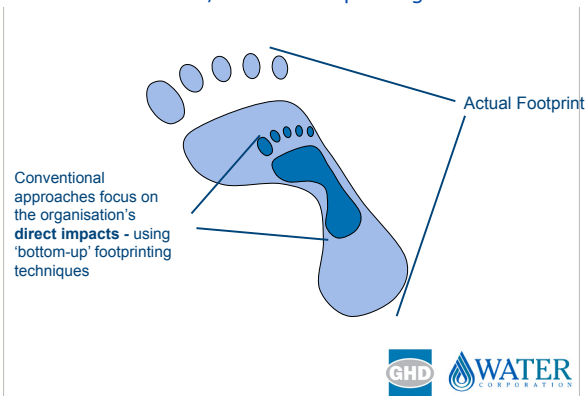 Actual Footprint
Conventional
approaches focus on
the organisation's
direct impacts - using
'bottom-up' footprinting
techniques
GHD
WATER
CORPORATION